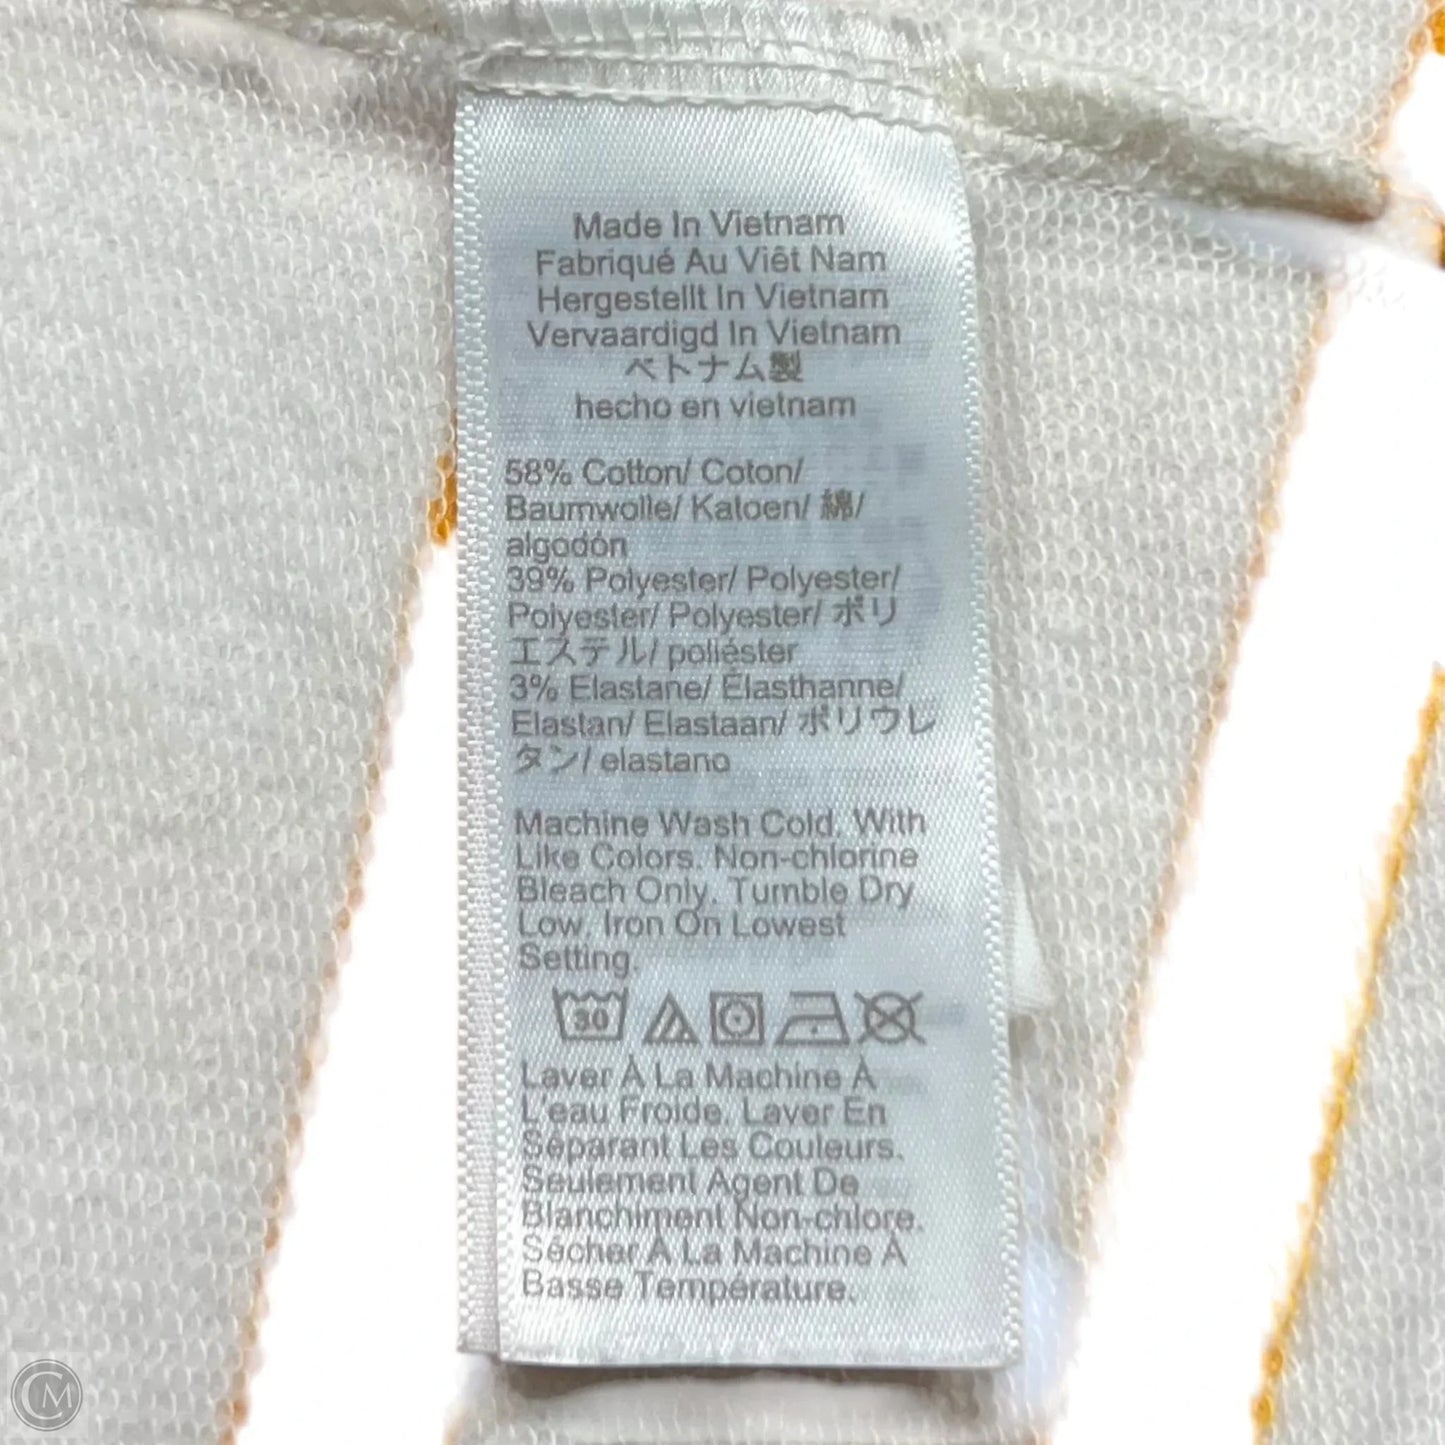 Made In Vietnam
Fabriqué Au Viêt Nam
Hergestellt In Vietnam
Vervaardigd In Vietnam
ベトナム製
hecho en vietnam
58% Cotton/ Coton/
Baumwolle/ Katoen/ 綿/
algodón
39% Polyester/ Polyester/
Polyester/ Polyester/ ポリ
エステル/ poliéster
3% Elastane/ Élasthanne/
Elastan/ Elastaan/ ポリウレ
タン/ elastano
Machine Wash Cold, With
Like Colors. Non-chlorine
Bleach Only. Tumble Dry
Low, Iron On Lowest
Setting.
30
Laver À La Machine À
L'eau Froide. Laver En
Séparant Les Couleurs.
Seulement Agent De
Blanchiment Non-chlore.
Sécher À La Machine À
Basse Température.
CM